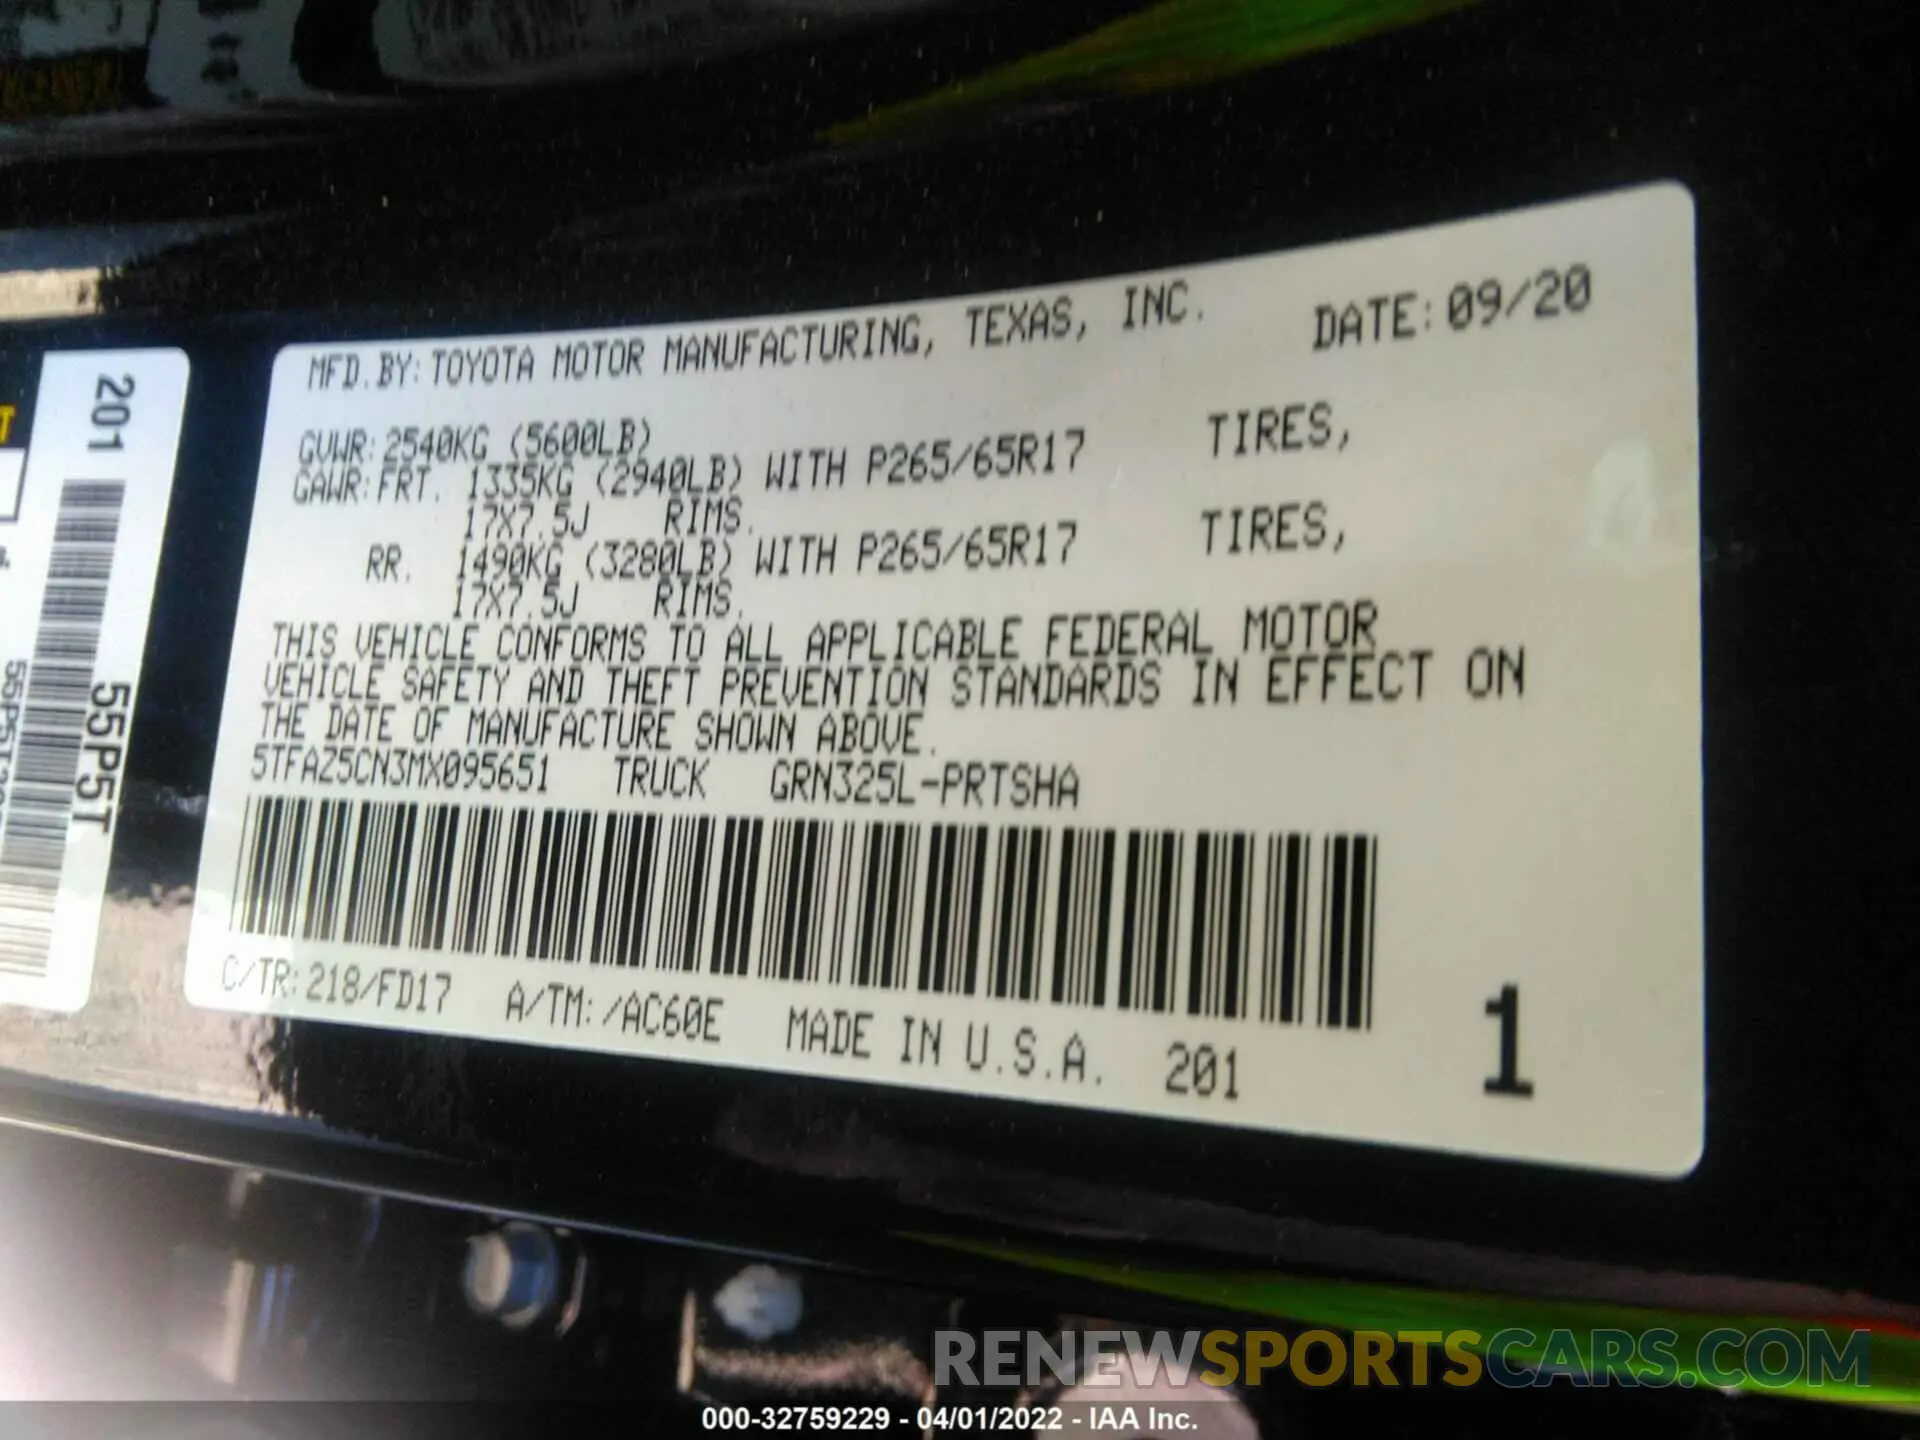 MFD.BY:TOYOTA MOTOR MANUFACTURING, TEXAS, INC. DATE:09/20
GVWR:2540KG (5600LB)
GAWR:FRT. 1335KG (2940LB) WITH P265/65R17 TIRES,
17X7.5J RIMS.
RR. 1490KG (3280LB) WITH P265/65R17 TIRES,
17X7.5J RIMS.
THIS VEHICLE CONFORMS TO ALL APPLICABLE FEDERAL MOTOR
VEHICLE SAFETY AND THEFT PREVENTION STANDARDS IN EFFECT ON
THE DATE OF MANUFACTURE SHOWN ABOVE.
5TFAZ5CN3MX095651 TRUCK GRN325L-PRTSHA
C/TR:218/FD17 A/TM:/AC60E MADE IN U.S.A. 201
1
201
55P5T
RENEWSPORTSCARS.COM
000-32759229 - 04/01/2022 - IAA Inc.